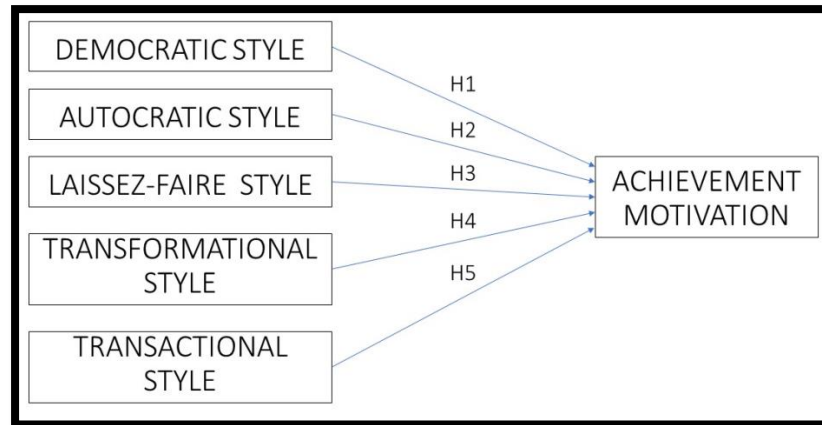 DEMOCRATIC STYLE
AUTOCRATIC STYLE
LAISSEZ-FAIRE STYLE
TRANSFORMATIONAL
STYLE
TRANSACTIONAL
STYLE
H1
H2
H3
H4
H5
ACHIEVEMENT
MOTIVATION